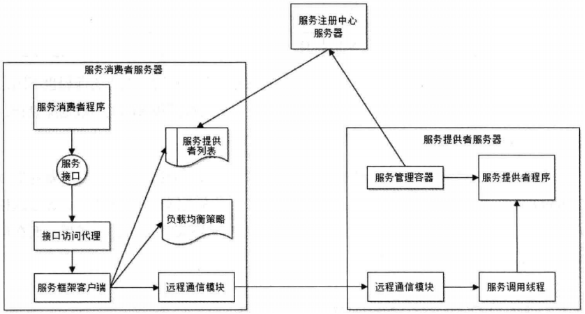 服务注册中心
服务器
服务消费者服务器
服务消费者程序
服务
接口
接口访问代理
服务框架客户端
服务提供
者列表
负载均衡策略
远程通信模块
服务提供者服务器
服务管理容器
服务提供者程序
远程通信模块
服务调用线程